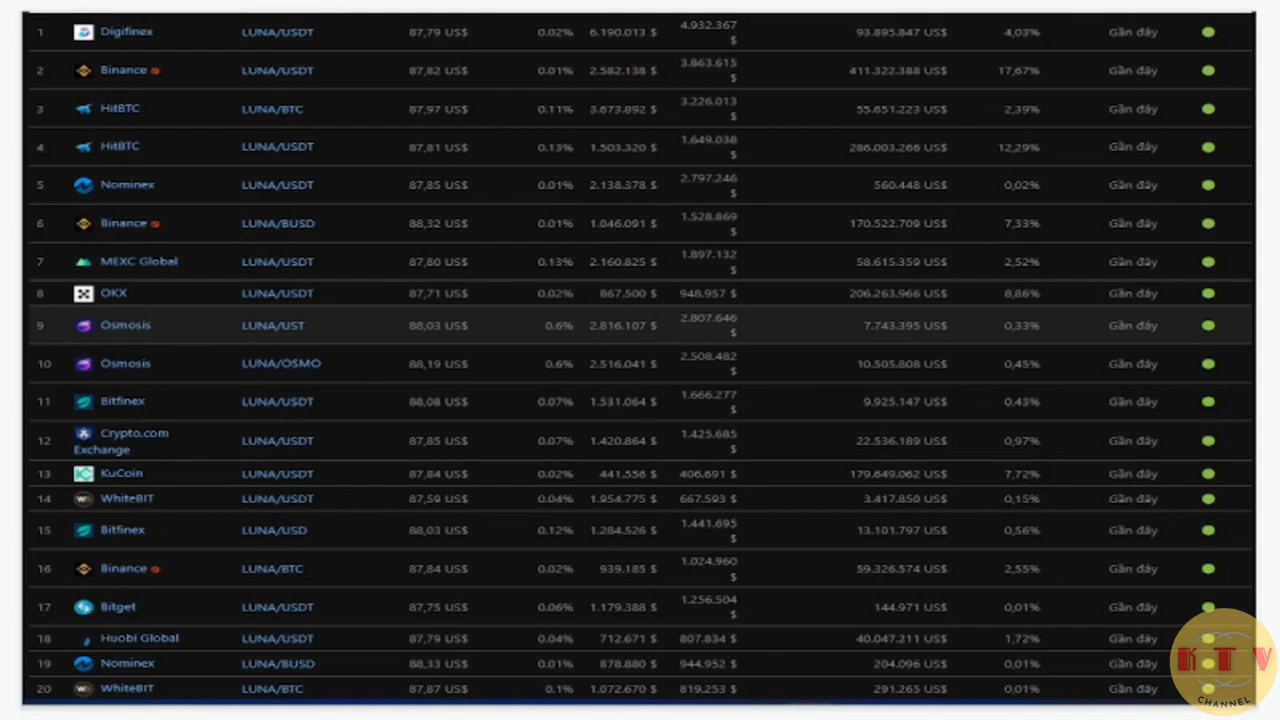 1 Digifinex LUNA/USDT 87,79 US$ 0.02% 6.190.013 $ 4.932.367 $ 93.895.847 US$ 4,03% Gần đây
2 Binance LUNA/USDT 87,82 US$ 0.01% 2.582.138 $ 3.863.615 $ 411.322.388 US$ 17,67% Gần đây
3 HitBTC LUNA/BTC 87,97 US$ 0.11% 3.673.892 $ 3.226.013 $ 55.651.223 US$ 2,39% Gần đây
4 HitBTC LUNA/USDT 87,81 US$ 0.13% 1.503.320 $ 1.649.038 $ 286.003.266 US$ 12,29% Gần đây
5 Nominex LUNA/USDT 87,85 US$ 0.01% 2.138.378 $ 2.797.246 $ 560.448 US$ 0,02% Gần đây
6 Binance LUNA/BUSD 88,32 US$ 0.01% 1.046.091 $ 1.528.869 $ 170.522.709 US$ 7,33% Gần đây
7 MEXC Global LUNA/USDT 87,80 US$ 0.13% 2.160.825 $ 1.897.132 $ 58.615.359 US$ 2,52% Gần đây
8 OKX LUNA/USDT 87,71 US$ 0.02% 867.500 $ 948.957 $ 206.263.966 US$ 8,86% Gần đây
9 Osmosis LUNA/UST 88,03 US$ 0.6% 2.816.107 $ 2.807.646 $ 7.743.395 US$ 0,33% Gần đây
10 Osmosis LUNA/OSMO 88,19 US$ 0.6% 2.516.041 $ 2.508.482 $ 10.505.808 US$ 0,45% Gần đây
11 Bitfinex LUNA/USDT 88,08 US$ 0.07% 1.531.064 $ 1.666.277 $ 9.925.147 US$ 0,43% Gần đây
12 Crypto.com Exchange LUNA/USDT 87,85 US$ 0.07% 1.420.864 $ 1.425.685 $ 22.536.189 US$ 0,97% Gần đây
13 KuCoin LUNA/USDT 87,84 US$ 0.02% 441.556 $ 406.691 $ 179.649.062 US$ 7,72% Gần đây
14 WhiteBIT LUNA/USDT 87,59 US$ 0.04% 1.954.775 $ 667.593 $ 3.417.850 US$ 0,15% Gần đây
15 Bitfinex LUNA/USD 88,03 US$ 0.12% 1.284.526 $ 1.441.695 $ 13.101.797 US$ 0,56% Gần đây
16 Binance LUNA/BTC 87,84 US$ 0.02% 939.185 $ 1.024.960 $ 59.326.574 US$ 2,55% Gần đây
17 Bitget LUNA/USDT 87,75 US$ 0.06% 1.179.388 $ 1.256.504 $ 144.971 US$ 0,01% Gần đây
18 Huobi Global LUNA/USDT 87,79 US$ 0.04% 712.671 $ 807.834 $ 40.047.211 US$ 1,72% Gần đây
19 Nominex LUNA/BUSD 88,33 US$ 0.01% 878.880 $ 944.952 $ 204.096 US$ 0,01% Gần đây
20 WhiteBIT LUNA/BTC 87,87 US$ 0.1% 1.072.670 $ 819.253 $ 291.265 US$ 0,01% Gần đây
KTV
CHANNEL